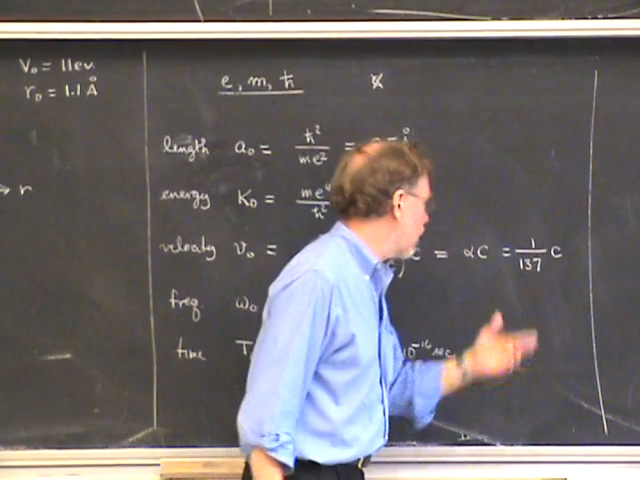 V₀ = 11 ev.
r₀ = 1.1 Å
→ r
e, m, ℏ
length a₀ = ℏ²/me² =
energy K₀ = me⁴/ℏ²
velocity v₀ = c = αc = 1/137 c
freq. ω₀
time T 10⁻¹⁶ sec